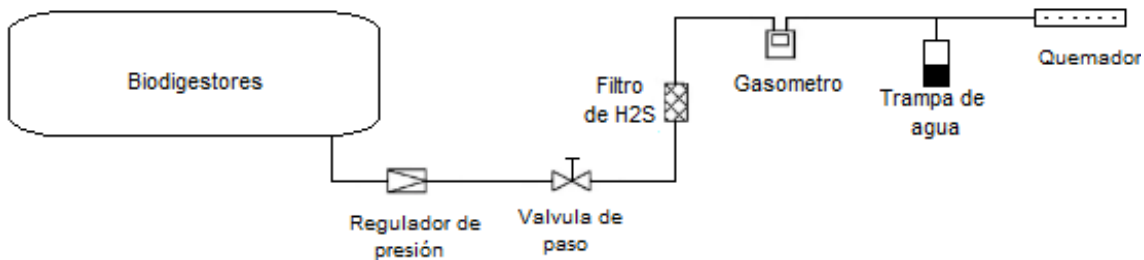 Biodigestores
Regulador de
presión
Valvula de
paso
Filtro
de H2S
Gasometro
Trampa de
agua
Quemador